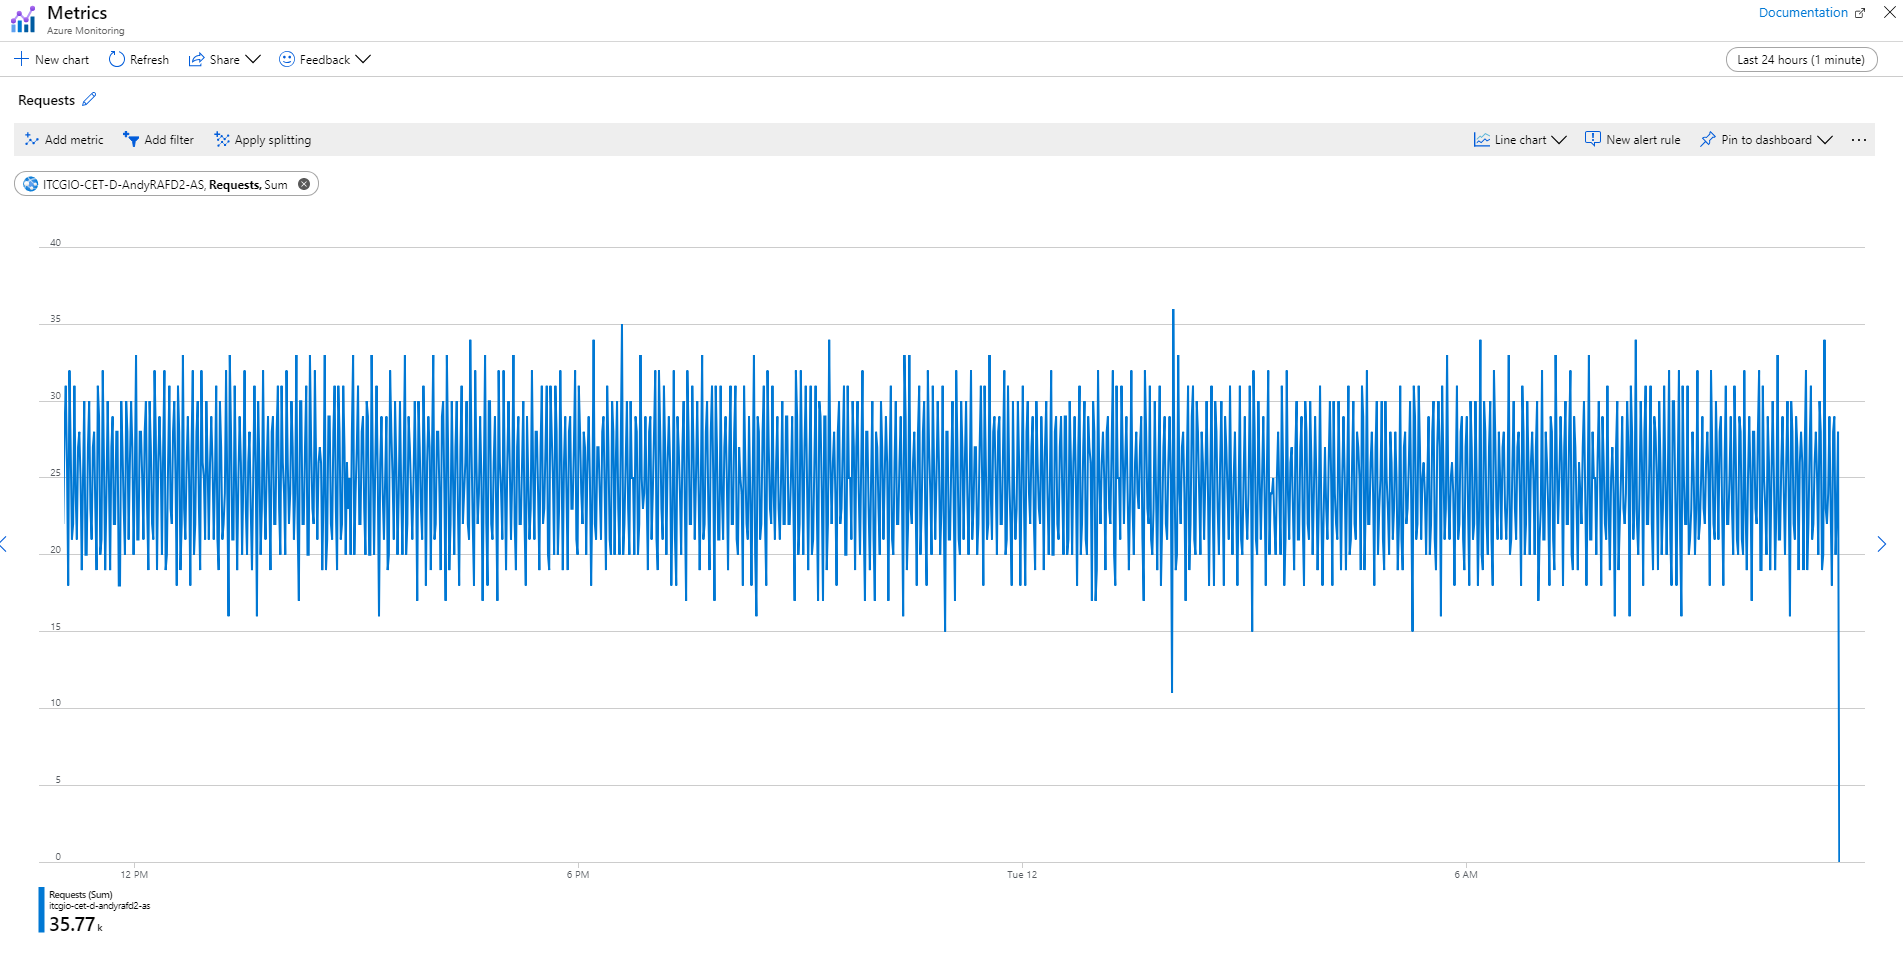 Metrics
Azure Monitoring
Documentation
New chart Refresh Share Feedback
Last 24 hours (1 minute)
Requests
Add metric Add filter Apply splitting Line chart New alert rule Pin to dashboard ...
ITCGIO-CET-D-AndyRAFD2-AS, Requests, Sum
40
35
30
25
20
15
10
5
0
12 PM 6 PM Tue 12 6 AM
Requests (Sum)
itcgio-cet-d-andyrafd2-as
35.77 k